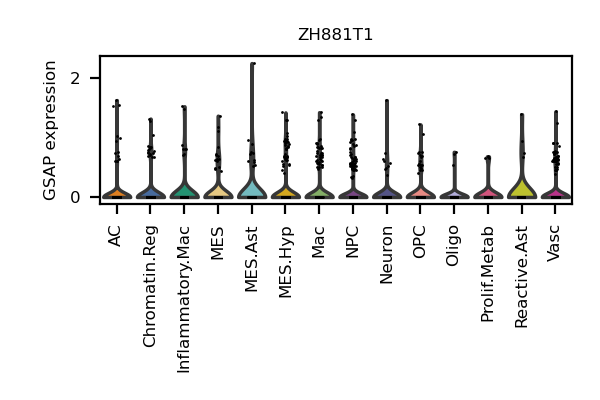 ZH881T1
GSAP expression
2
0
AC
Chromatin.Reg
Inflammatory.Mac
MES
MES.Ast
MES.Hyp
Mac
NPC
Neuron
OPC
Oligo
Prolif.Metab
Reactive.Ast
Vasc